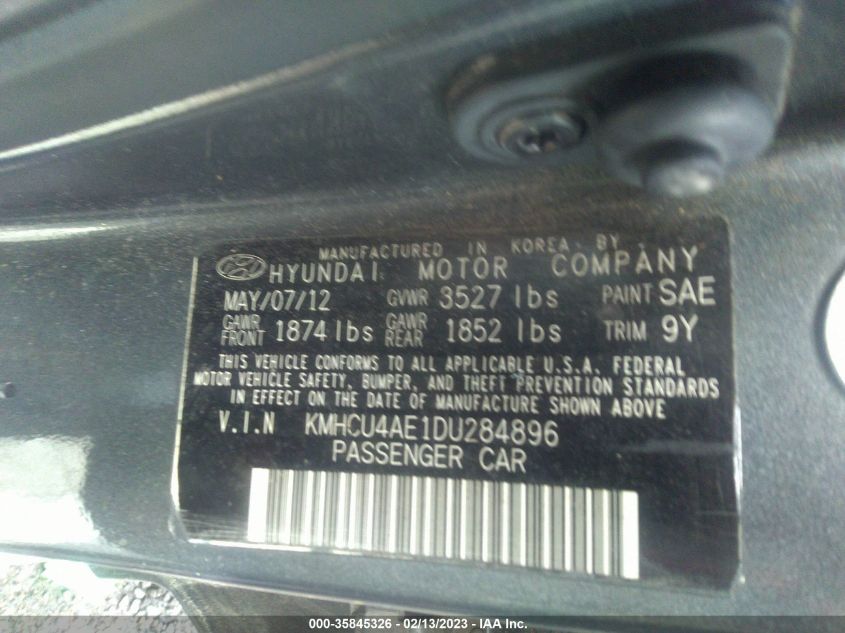 MANUFACTURED IN KOREA BY
HYUNDAI MOTOR COMPANY
MAY/07/12 GVWR 3527 lbs PAINT SAE
GAWR FRONT 1874 lbs GAWR REAR 1852 lbs TRIM 9Y
THIS VEHICLE CONFORMS TO ALL APPLICABLE U.S.A. FEDERAL
MOTOR VEHICLE SAFETY, BUMPER, AND THEFT PREVENTION STANDARDS
IN EFFECT ON THE DATE OF MANUFACTURE SHOWN ABOVE
V.I.N KMHCU4AE1DU284896
PASSENGER CAR
000-35845326 - 02/13/2023 - IAA Inc.